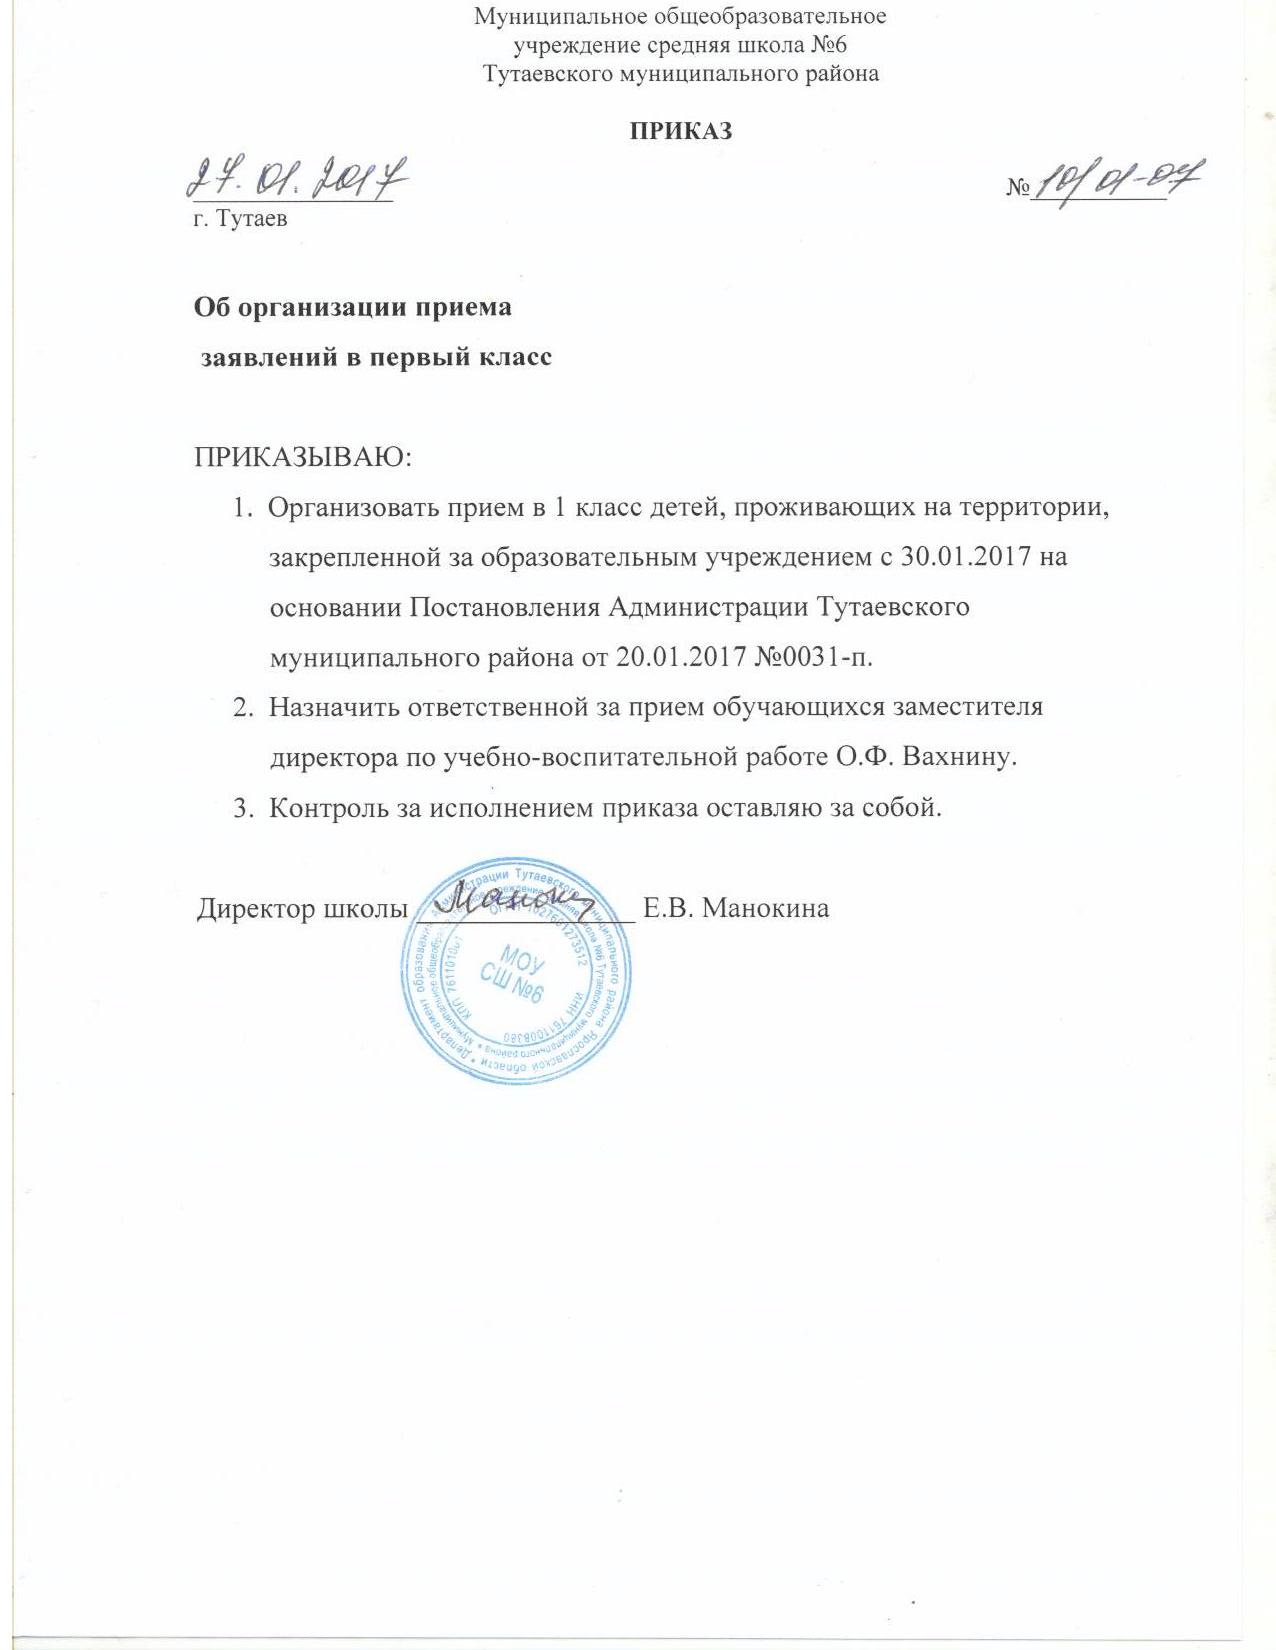 Муниципальное общеобразовательное
учреждение средняя школа №6
Тутаевского муниципального района
ПРИКАЗ
27.01.2017
№ 10/01-07
г. Тутаев
Об организации приема
заявлений в первый класс
ПРИКАЗЫВАЮ:
1. Организовать прием в 1 класс детей, проживающих на территории,
закрепленной за образовательным учреждением с 30.01.2017 на
основании Постановления Администрации Тутаевского
муниципального района от 20.01.2017 №0031-п.
2. Назначить ответственной за прием обучающихся заместителя
директора по учебно-воспитательной работе О.Ф. Вахнину.
3. Контроль за исполнением приказа оставляю за собой.
Директор школы Е.В. Манокина
Департамент образования Администрации Тутаевского муниципального района Ярославской области
Муниципальное общеобразовательное учреждение средняя школа №6 Тутаевского муниципального района
КПП 761101001 1027601273512 ИНН 7611008380
МОУ
СШ №6